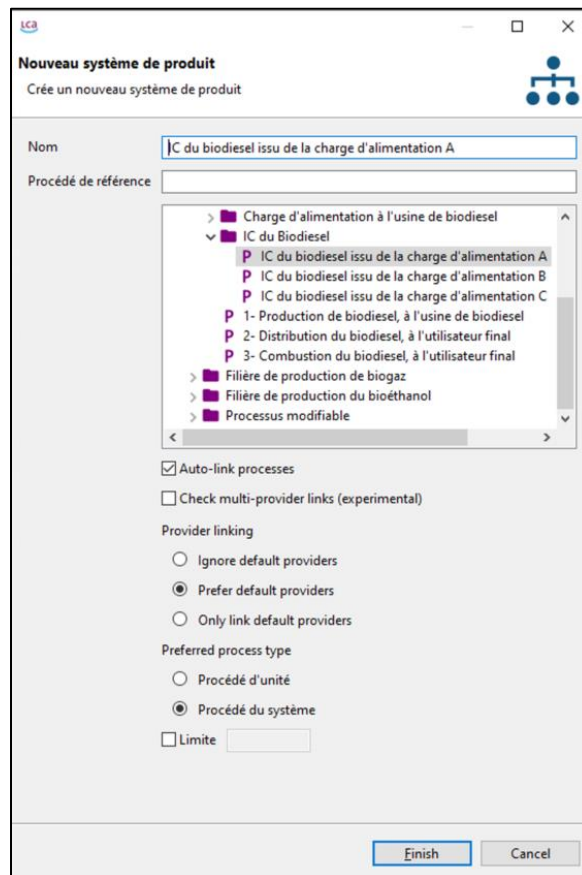 LCA
Nouveau système de produit
Crée un nouveau système de produit
Nom
IC du biodiesel issu de la charge d'alimentation A
Procédé de référence
Charge d'alimentation à l'usine de biodiesel
IC du Biodiesel
P IC du biodiesel issu de la charge d'alimentation A
P IC du biodiesel issu de la charge d'alimentation B
P IC du biodiesel issu de la charge d'alimentation C
P 1- Production de biodiesel, à l'usine de biodiesel
P 2- Distribution du biodiesel, à l'utilisateur final
P 3- Combustion du biodiesel, à l'utilisateur final
Filière de production de biogaz
Filière de production du bioéthanol
Processus modifiable
Auto-link processes
Check multi-provider links (experimental)
Provider linking
Ignore default providers
Prefer default providers
Only link default providers
Preferred process type
Procédé d'unité
Procédé du système
Limite
Finish
Cancel